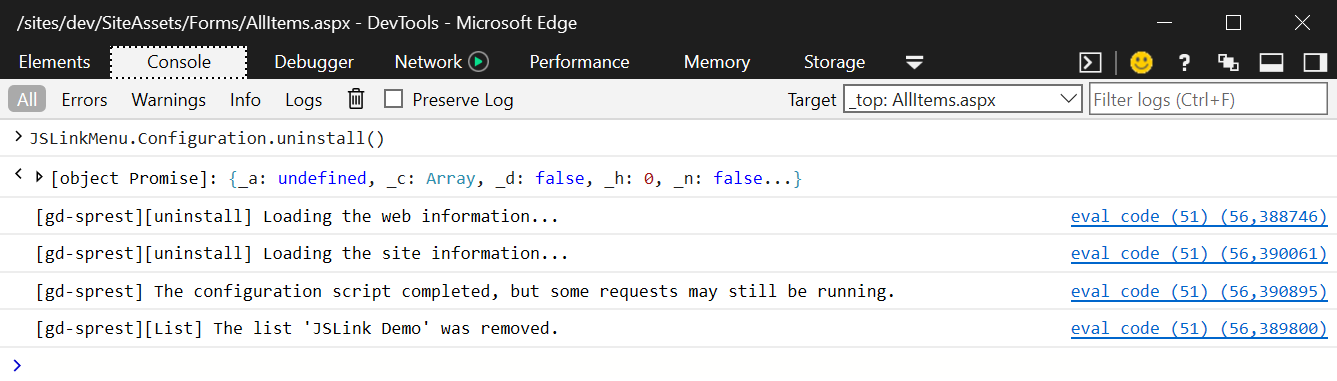 /sites/dev/SiteAssets/Forms/AllItems.aspx - DevTools - Microsoft Edge
Elements Console Debugger Network Performance Memory Storage
All Errors Warnings Info Logs Preserve Log Target _top: AllItems.aspx Filter logs (Ctrl+F)
JSLinkMenu.Configuration.uninstall()
[object Promise]: {_a: undefined, _c: Array, _d: false, _h: 0, _n: false...}
[gd-sprest][uninstall] Loading the web information... eval code (51) (56,388746)
[gd-sprest][uninstall] Loading the site information... eval code (51) (56,390061)
[gd-sprest] The configuration script completed, but some requests may still be running. eval code (51) (56,390895)
[gd-sprest][List] The list 'JSLink Demo' was removed. eval code (51) (56,389800)